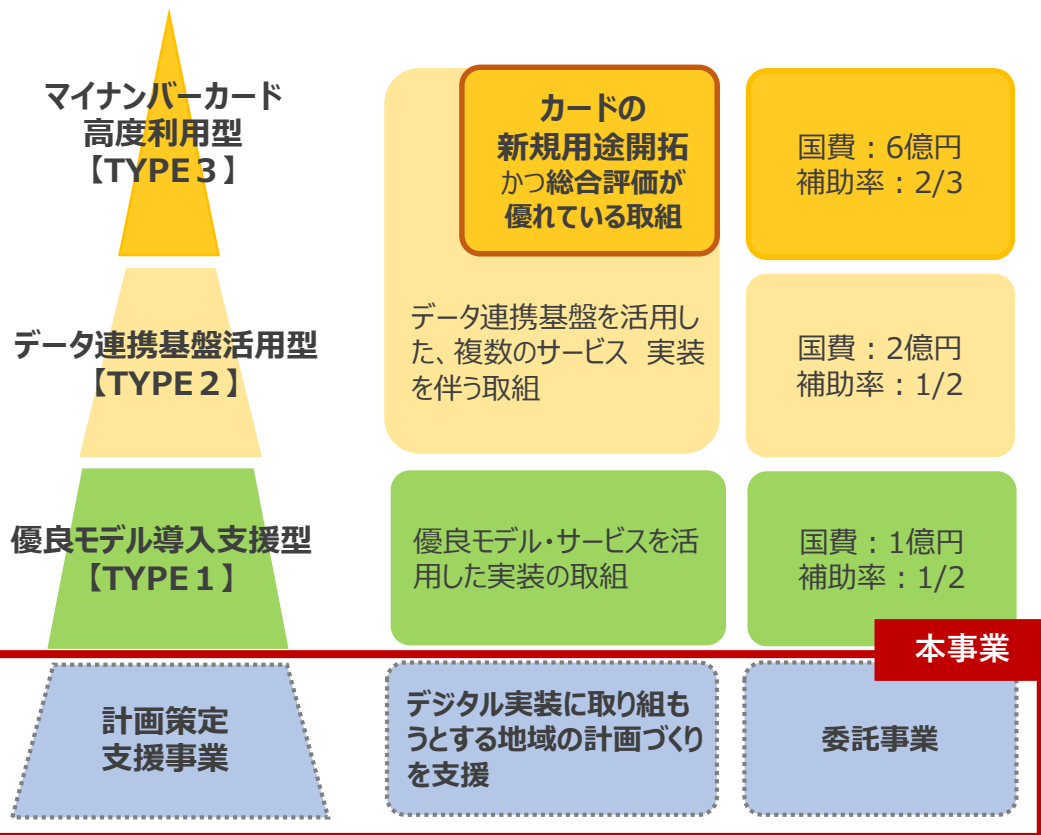 マイナンバーカード
高度利用型
【TYPE３】
カードの
新規用途開拓
かつ総合評価が
優れている取組
国費：6億円
補助率：2/3
データ連携基盤活用型
【TYPE２】
データ連携基盤を活用し
た、複数のサービス　実装
を伴う取組
国費：2億円
補助率：1/2
優良モデル導入支援型
【TYPE１】
優良モデル・サービスを活
用した実装の取組
国費：1億円
補助率：1/2
本事業
計画策定
支援事業
デジタル実装に取り組も
うとする地域の計画づくり
を支援
委託事業